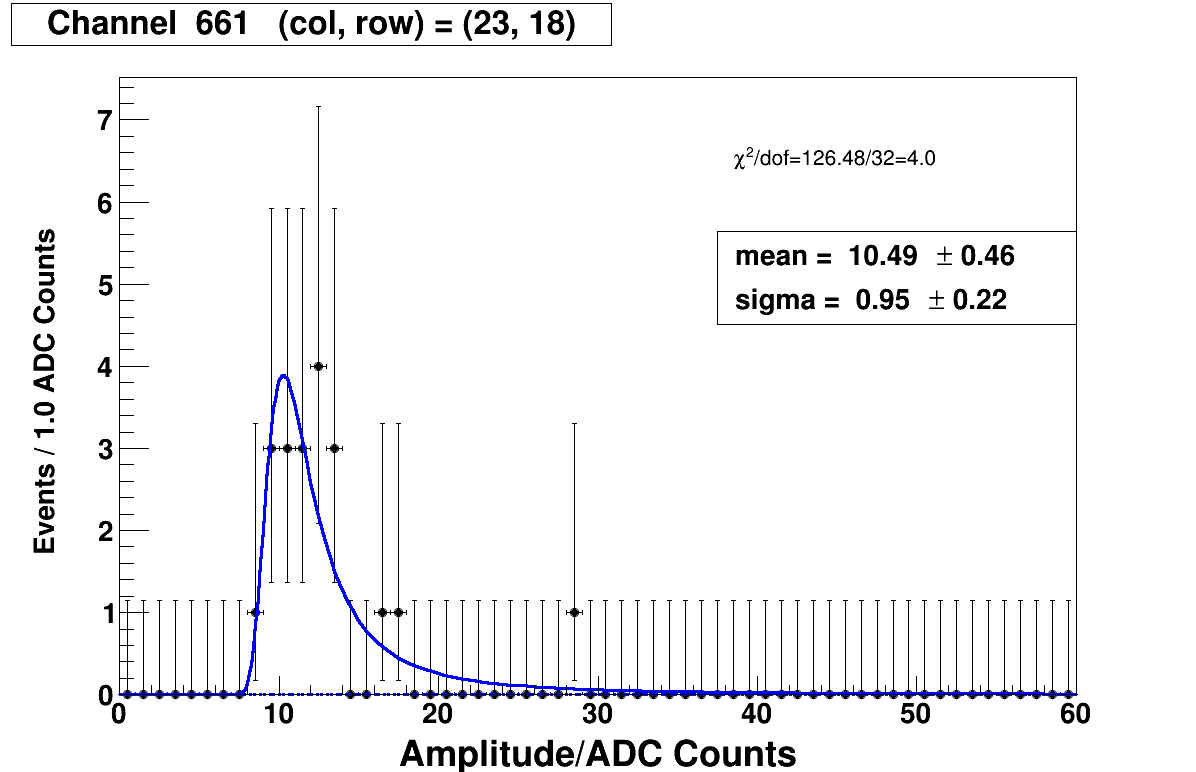 Channel 661 (col, row) = (23, 18)
χ²/dof=126.48/32=4.0
mean = 10.49 ± 0.46
sigma = 0.95 ± 0.22
Events / 1.0 ADC Counts
7
6
5
4
3
2
1
0
0 10 20 30 40 50 60
Amplitude/ADC Counts